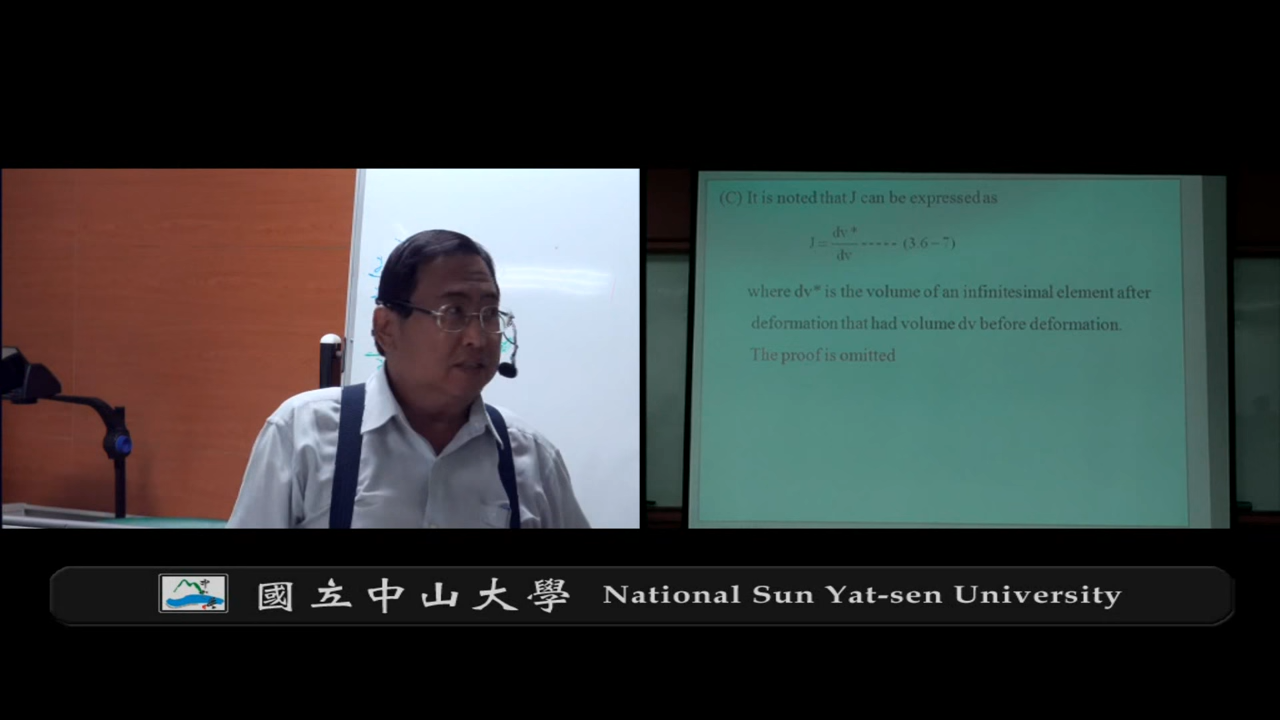 (C) It is noted that J can be expressed as
J = dv* / dv ----- (3.6-7)
where dv* is the volume of an infinitesimal element after
deformation that had volume dv before deformation.
The proof is omitted
國立中山大學 National Sun Yat-sen University